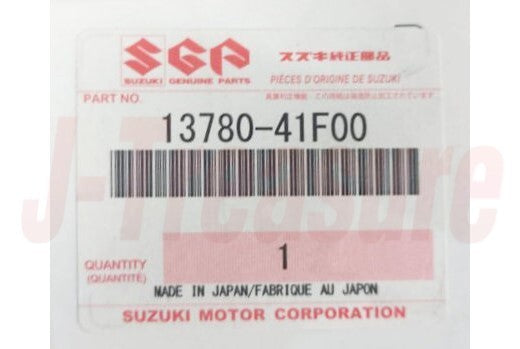 SGP
スズキ純正部品
SUZUKI GENUINE PARTS
PIÈCES D'ORIGINE DE SUZUKI
PART NO.
13780-41F00
J-Treasure
QUANTITY
(QUANTITÉ)
1
MADE IN JAPAN/FABRIQUE AU JAPON
SUZUKI MOTOR CORPORATION